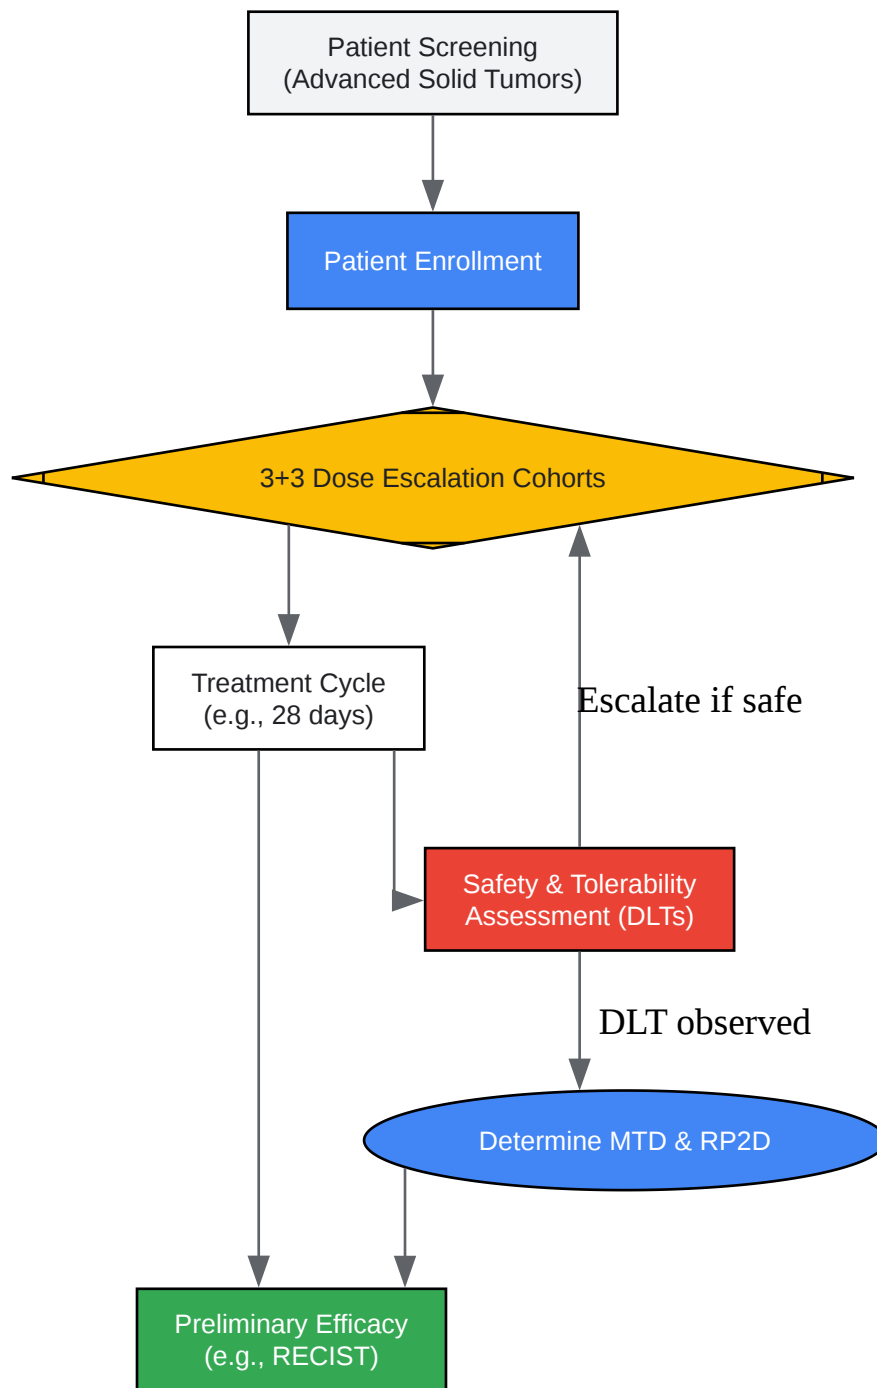 Patient Screening
(Advanced Solid Tumors)
Patient Enrollment
3+3 Dose Escalation Cohorts
Treatment Cycle
(e.g., 28 days)
Escalate if safe
Safety & Tolerability
Assessment (DLTs)
DLT observed
Determine MTD & RP2D
Preliminary Efficacy
(e.g., RECIST)